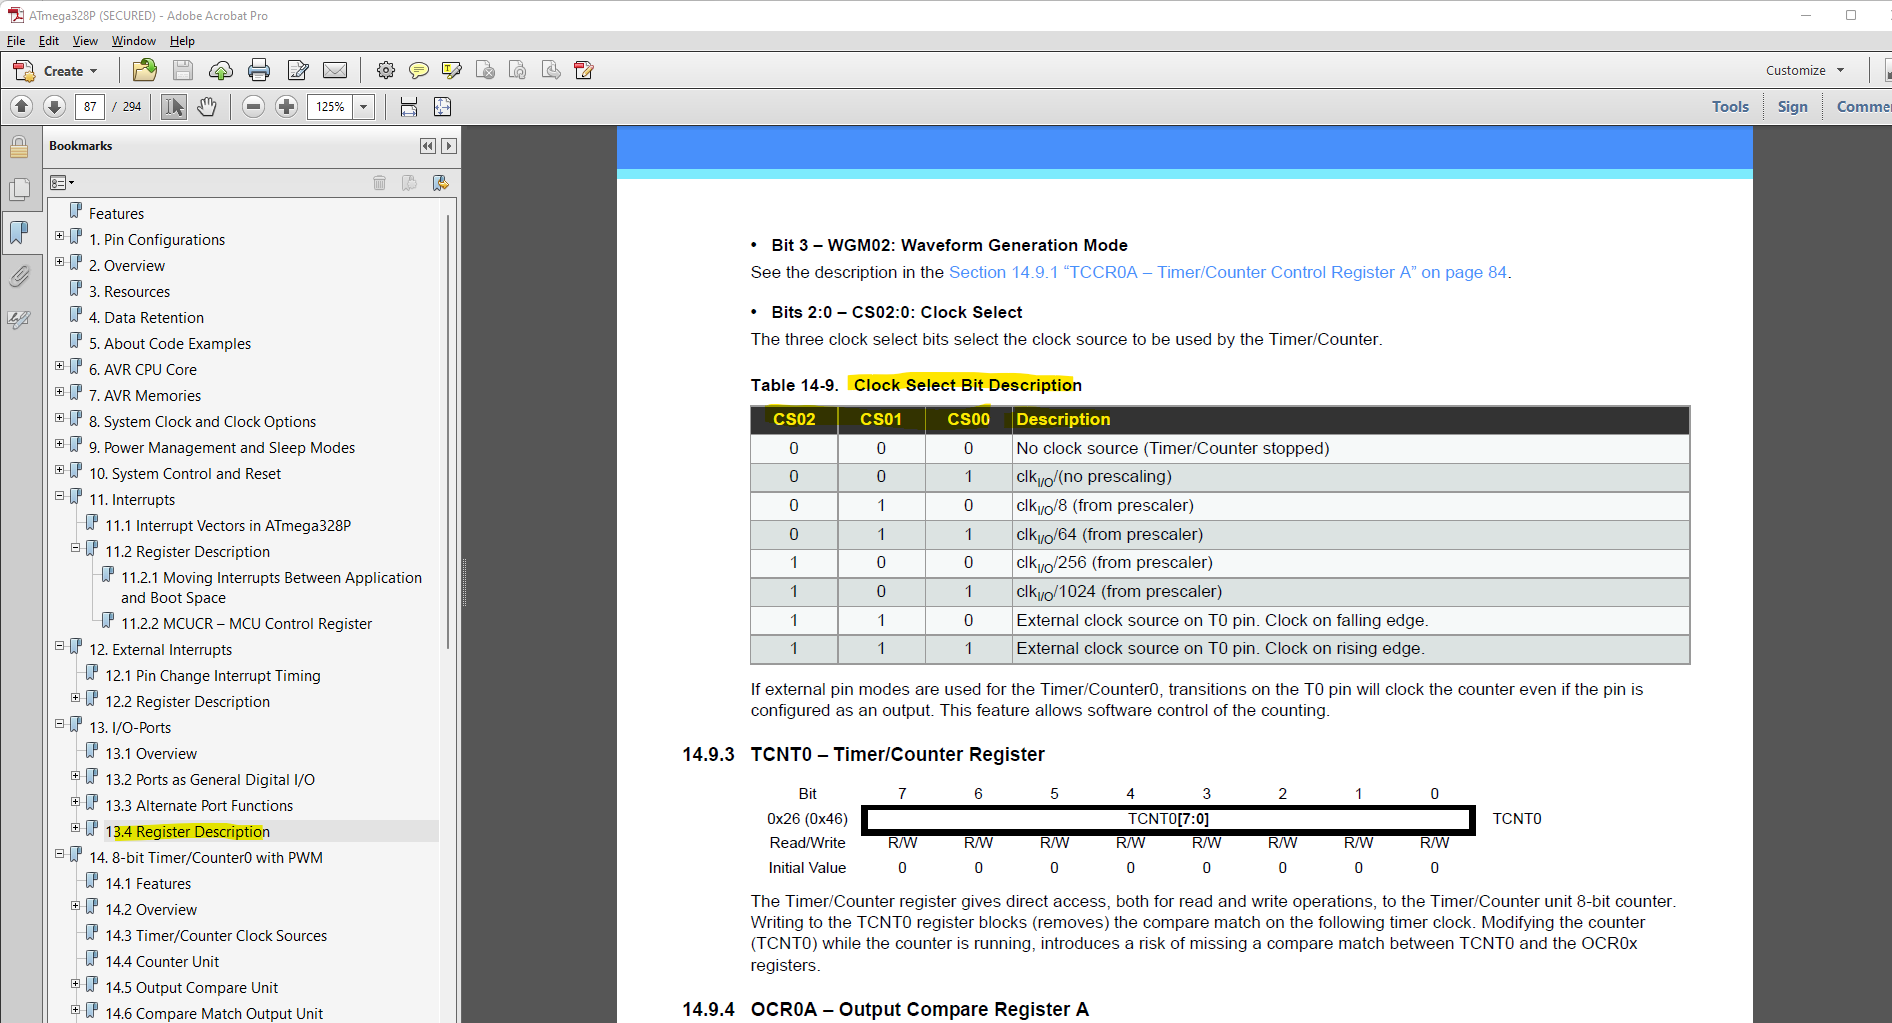 ATmega328P (SECURED) - Adobe Acrobat Pro
File Edit View Window Help
Create
Customize
87 / 294
125%
Tools Sign
Bookmarks
Features
1. Pin Configurations
2. Overview
3. Resources
4. Data Retention
5. About Code Examples
6. AVR CPU Core
7. AVR Memories
8. System Clock and Clock Options
9. Power Management and Sleep Modes
10. System Control and Reset
11. Interrupts
11.1 Interrupt Vectors in ATmega328P
11.2 Register Description
11.2.1 Moving Interrupts Between Application
and Boot Space
11.2.2 MCUCR – MCU Control Register
12. External Interrupts
12.1 Pin Change Interrupt Timing
12.2 Register Description
13. I/O-Ports
13.1 Overview
13.2 Ports as General Digital I/O
13.3 Alternate Port Functions
13.4 Register Description
14. 8-bit Timer/Counter0 with PWM
14.1 Features
14.2 Overview
14.3 Timer/Counter Clock Sources
14.4 Counter Unit
14.5 Output Compare Unit
14.6 Compare Match Output Unit
• Bit 3 – WGM02: Waveform Generation Mode
See the description in the Section 14.9.1 “TCCR0A – Timer/Counter Control Register A” on page 84.
• Bits 2:0 – CS02:0: Clock Select
The three clock select bits select the clock source to be used by the Timer/Counter.
Table 14-9. Clock Select Bit Description
CS02 CS01 CS00 Description
0 0 0 No clock source (Timer/Counter stopped)
0 0 1 clkI/O/(no prescaling)
0 1 0 clkI/O/8 (from prescaler)
0 1 1 clkI/O/64 (from prescaler)
1 0 0 clkI/O/256 (from prescaler)
1 0 1 clkI/O/1024 (from prescaler)
1 1 0 External clock source on T0 pin. Clock on falling edge.
1 1 1 External clock source on T0 pin. Clock on rising edge.
If external pin modes are used for the Timer/Counter0, transitions on the T0 pin will clock the counter even if the pin is
configured as an output. This feature allows software control of the counting.
14.9.3 TCNT0 – Timer/Counter Register
Bit 7 6 5 4 3 2 1 0
0x26 (0x46) TCNT0[7:0] TCNT0
Read/Write R/W R/W R/W R/W R/W R/W R/W R/W
Initial Value 0 0 0 0 0 0 0 0
The Timer/Counter register gives direct access, both for read and write operations, to the Timer/Counter unit 8-bit counter.
Writing to the TCNT0 register blocks (removes) the compare match on the following timer clock. Modifying the counter
(TCNT0) while the counter is running, introduces a risk of missing a compare match between TCNT0 and the OCR0x
registers.
14.9.4 OCR0A – Output Compare Register A